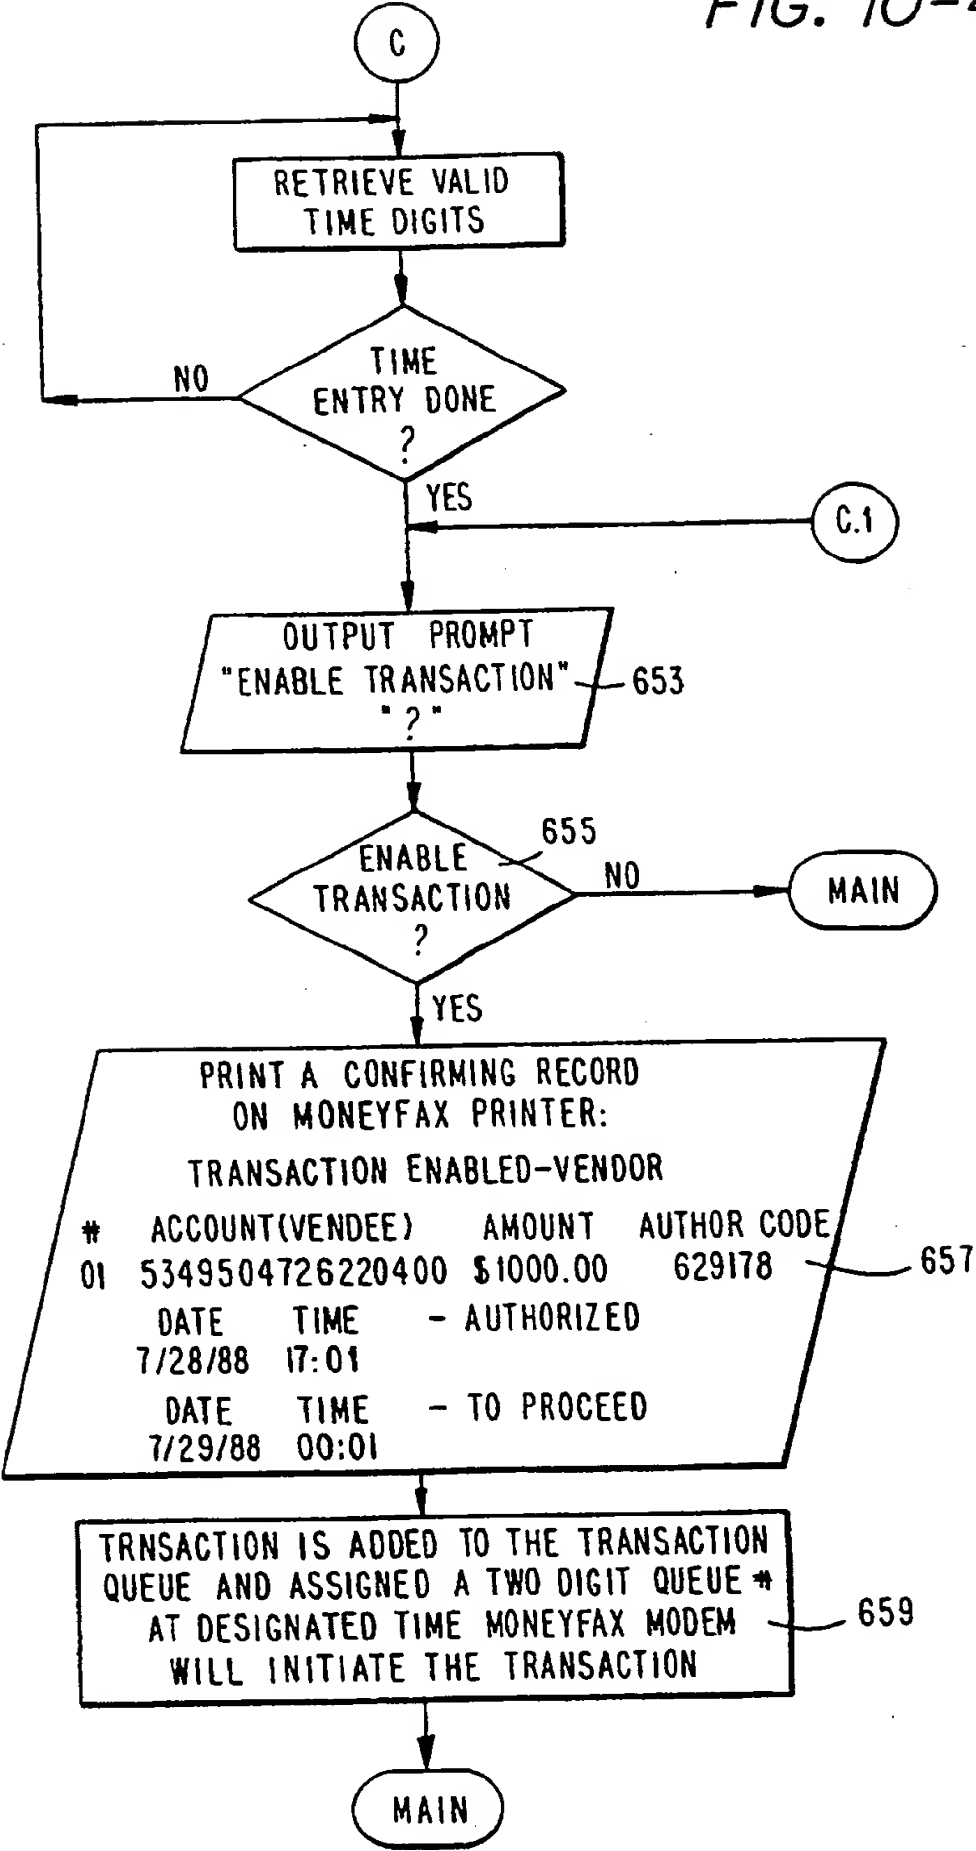 FIG. 10-
C
RETRIEVE VALID
TIME DIGITS
TIME
ENTRY DONE
?
NO
YES
C.1
OUTPUT PROMPT
"ENABLE TRANSACTION"
"?"
653
655
ENABLE
TRANSACTION
?
NO
MAIN
YES
PRINT A CONFIRMING RECORD
ON MONEYFAX PRINTER:
TRANSACTION ENABLED-VENDOR
# ACCOUNT(VENDEE) AMOUNT AUTHOR CODE
01 5349504726220400 $1000.00 629178
657
DATE TIME - AUTHORIZED
7/28/88 17:01
DATE TIME - TO PROCEED
7/29/88 00:01
TRNSACTION IS ADDED TO THE TRANSACTION
QUEUE AND ASSIGNED A TWO DIGIT QUEUE #
AT DESIGNATED TIME MONEYFAX MODEM
WILL INITIATE THE TRANSACTION
659
MAIN